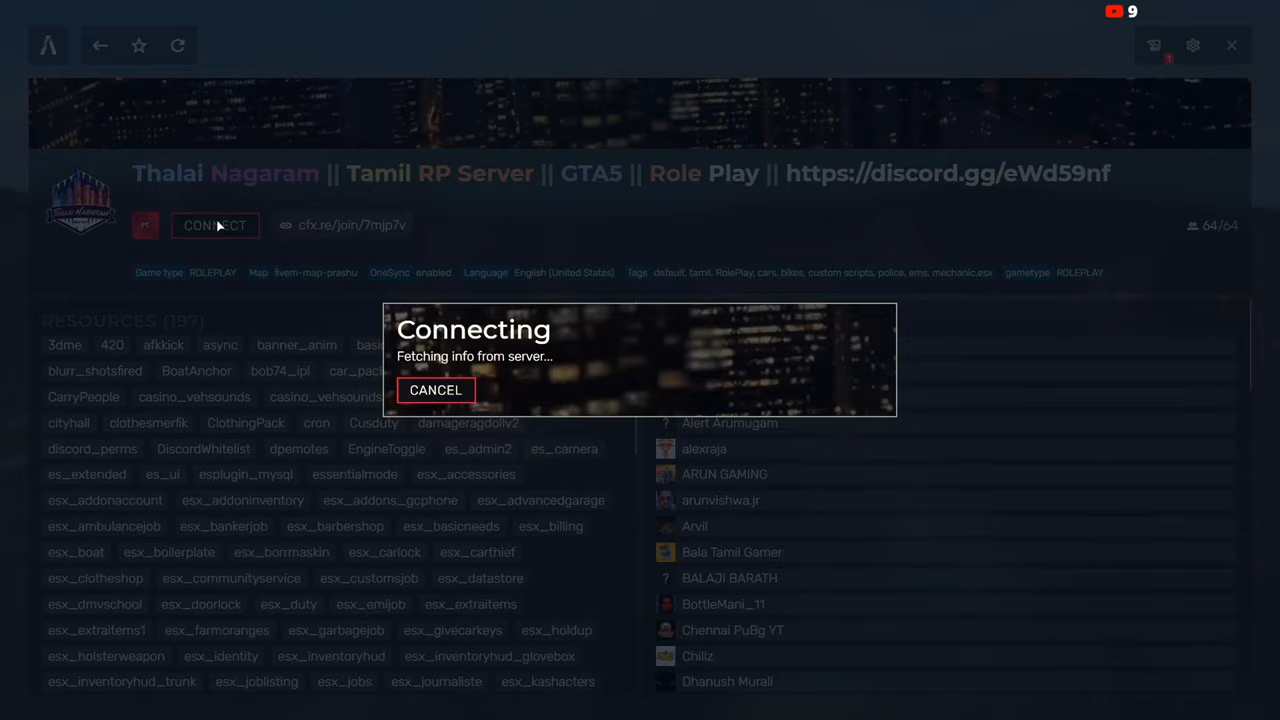 9
1
Thalai Nagaram || Tamil RP Server || GTA5 || Role Play || https://discord.gg/eWd59nf
CONNECT cfx.re/join/7mjp7v 64/64
Game type ROLEPLAY Map fivem-map-prashu OneSync enabled Language English (United States) Tags default, tamil. RolePlay, cars, bikes, custom scripts, police, ems, mechanic.esx gametype ROLEPLAY
RESOURCES (197)
3dme 420 afkkick async banner_anim
blurr_shotsfired BoatAnchor bob74_ipl
CarryPeople casino_vehsounds casino_vehsounds
cityhall clothesmerfik ClothingPack cron Cusduty damageragdollv2
discord_perms DiscordWhitelist dpemotes EngineToggle es_admin2 es_camera
es_extended es_ui esplugin_mysql essentialmode esx_accessories
esx_addonaccount esx_addoninventory esx_addons_gcphone esx_advancedgarage
esx_ambulancejob esx_bankerjob esx_barbershop esx_basicneeds esx_billing
esx_boat esx_boilerplate esx_borrmaskin esx_carlock esx_carthief
esx_clotheshop esx_communityservice esx_customsjob esx_datastore
esx_dmvschool esx_doorlock esx_duty esx_emijob esx_extraitems
esx_extraitems1 esx_farmoranges esx_garbagejob esx_givecarkeys esx_holdup
esx_holsterweapon esx_identity esx_inventoryhud esx_inventoryhud_glovebox
esx_inventoryhud_trunk esx_joblisting esx_jobs esx_journaliste esx_kashacters
Connecting
Fetching info from server...
CANCEL
? Alert Arumugam
alexraja
ARUN GAMING
arunvishwa.jr
Arvil
Bala Tamil Gamer
? BALAJI BARATH
BottleMani_11
Chennai PuBg YT
Chillz
Dhanush Murali